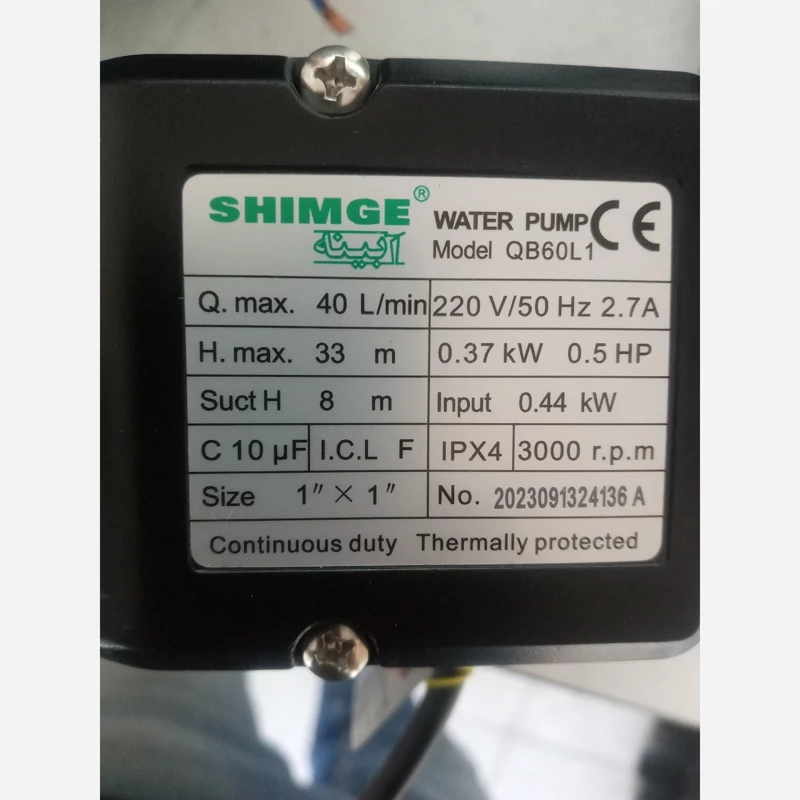 SHIMGE®
آبینه
WATER PUMP CE
Model QB60L1
Q. max. 40 L/min 220 V/50 Hz 2.7A
H. max. 33 m 0.37 kW 0.5 HP
Suct H 8 m Input 0.44 kW
C 10 µF I.C.L F IPX4 3000 r.p.m
Size 1″ × 1″ No. 2023091324136 A
Continuous duty Thermally protected